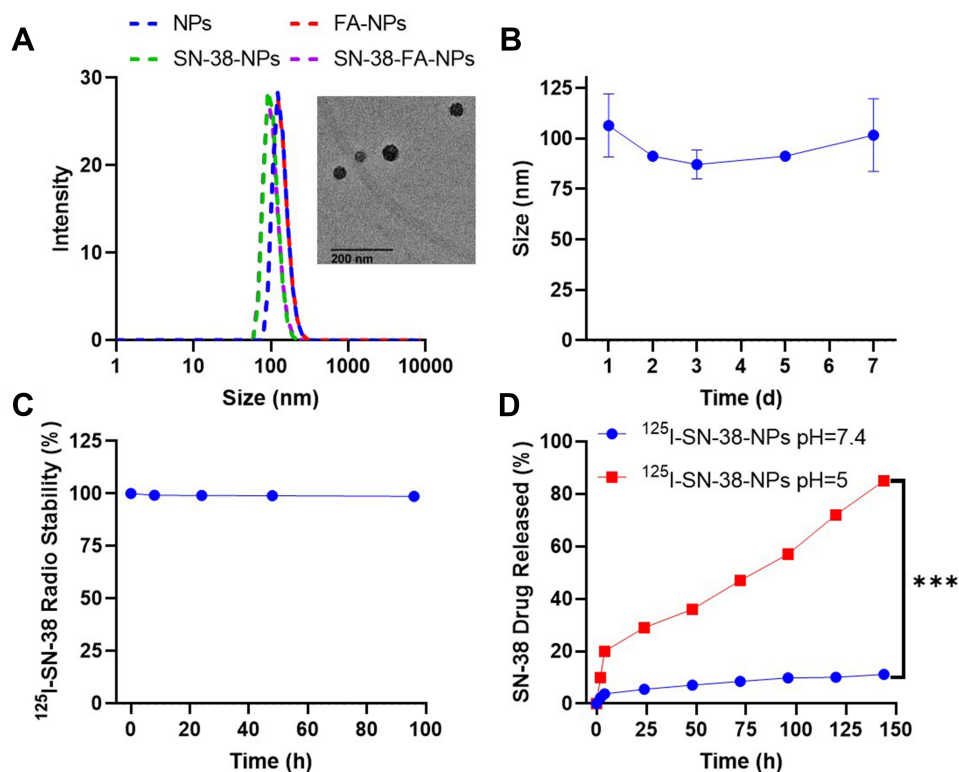 A
NPs
FA-NPs
SN-38-NPs
SN-38-FA-NPs
30
20
10
0
Intensity
200 nm
1 10 100 1000 10000
Size (nm)
B
125
100
75
50
25
0
Size (nm)
1 2 3 4 5 6 7
Time (d)
C
125
100
75
50
25
0
¹²⁵I-SN-38 Radio Stability (%)
0 20 40 60 80 100
Time (h)
D
¹²⁵I-SN-38-NPs pH=7.4
¹²⁵I-SN-38-NPs pH=5
100
80
60
40
20
0
SN-38 Drug Released (%)
***
0 25 50 75 100 125 150
Time (h)